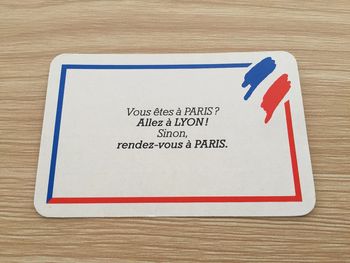 Vous êtes à PARIS ?
Allez à LYON !
Sinon,
rendez-vous à PARIS.